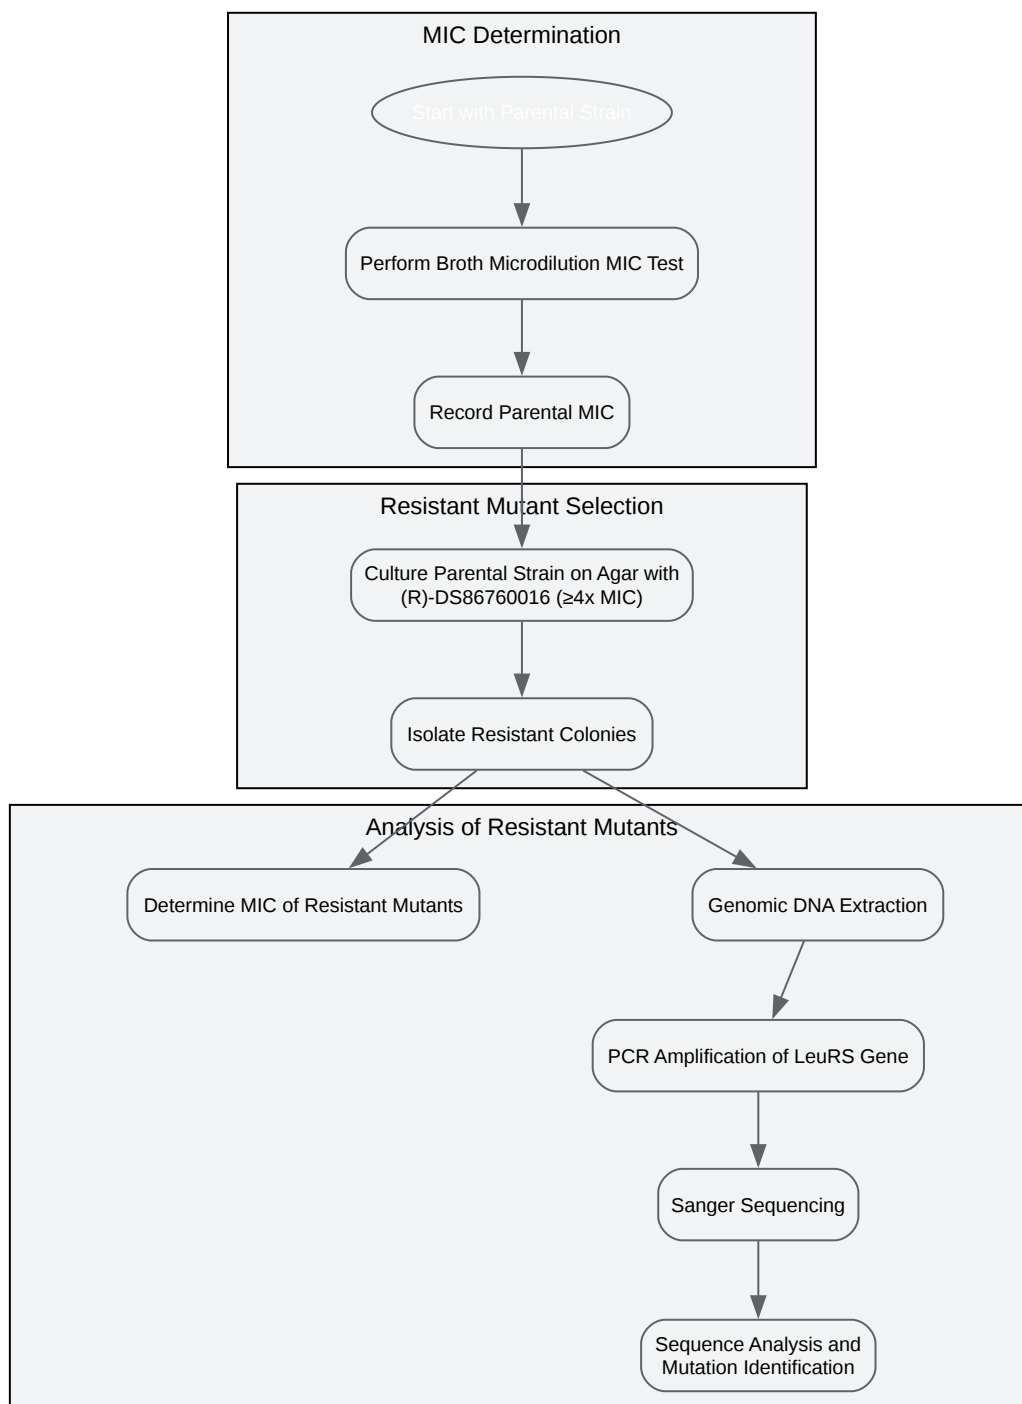 MIC Determination
Start with Parental Strain
Perform Broth Microdilution MIC Test
Record Parental MIC
Resistant Mutant Selection
Culture Parental Strain on Agar with
(R)-DS86760016 (≥4x MIC)
Isolate Resistant Colonies
Analysis of Resistant Mutants
Determine MIC of Resistant Mutants
Genomic DNA Extraction
PCR Amplification of LeuRS Gene
Sanger Sequencing
Sequence Analysis and
Mutation Identification